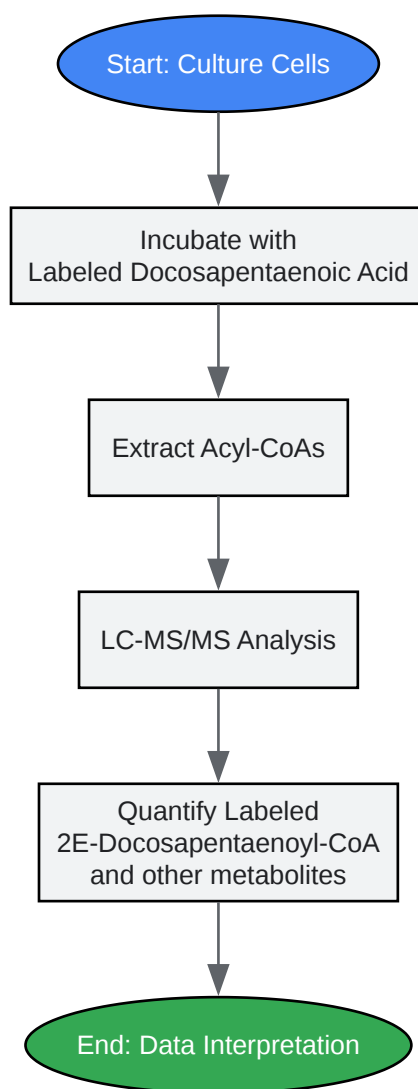 Start: Culture Cells
Incubate with
Labeled Docosapentaenoic Acid
Extract Acyl-CoAs
LC-MS/MS Analysis
Quantify Labeled
2E-Docosapentaenoyl-CoA
and other metabolites
End: Data Interpretation